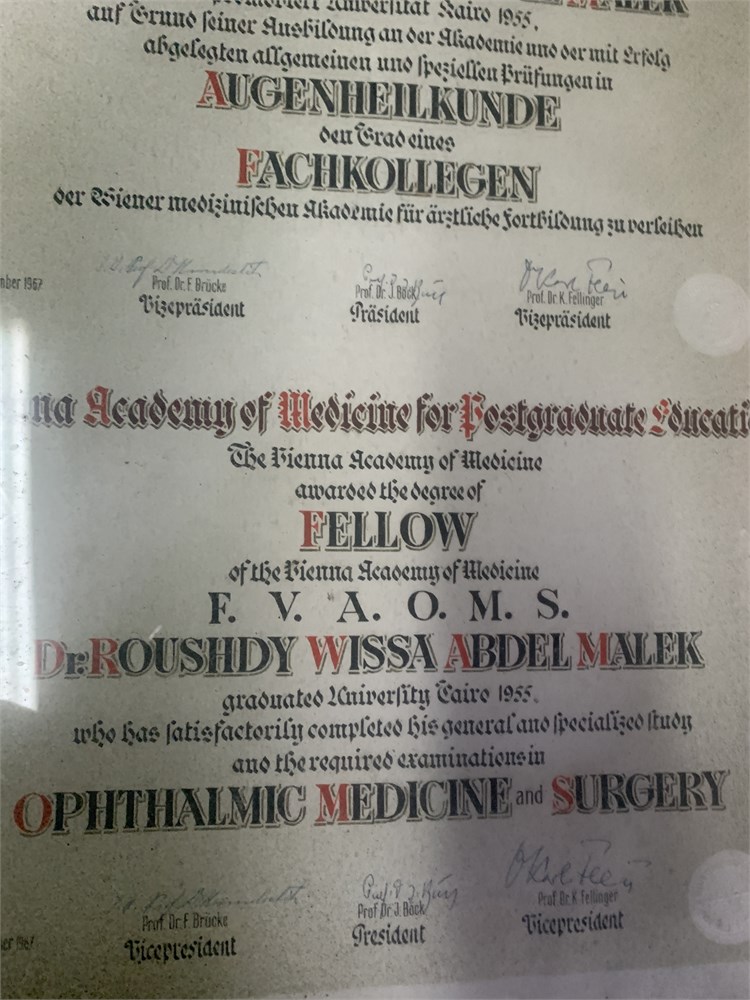 MALEK
Universität Kairo 1955.
auf Grund seiner Ausbildung an der Akademie und der mit Erfolg
abgelegten allgemeinen und speziellen Prüfungen in
AUGENHEILKUNDE
den Grad eines
FACHKOLLEGEN
der Wiener medizinischen Akademie für ärztliche Fortbildung zu verleihen
1967
Prof. Dr. F. Brücke
Prof. Dr. J. Böck
Prof. Dr. K. Fellinger
Vizepräsident
Präsident
Vizepräsident
na Academy of Medicine for Postgraduate Educati
The Vienna Academy of Medicine
awarded the degree of
FELLOW
of the Vienna Academy of Medicine
F. V. A. O. M. S.
Dr. ROUSHDY WISSA ABDEL MALEK
graduated University Cairo 1955.
who has satisfactorily completed his general and specialized study
and the required examinations in
OPHTHALMIC MEDICINE and SURGERY
1967
Prof. Dr. F. Brücke
Prof. Dr. J. Böck
Prof. Dr. K. Fellinger
Vicepresident
President
Vicepresident